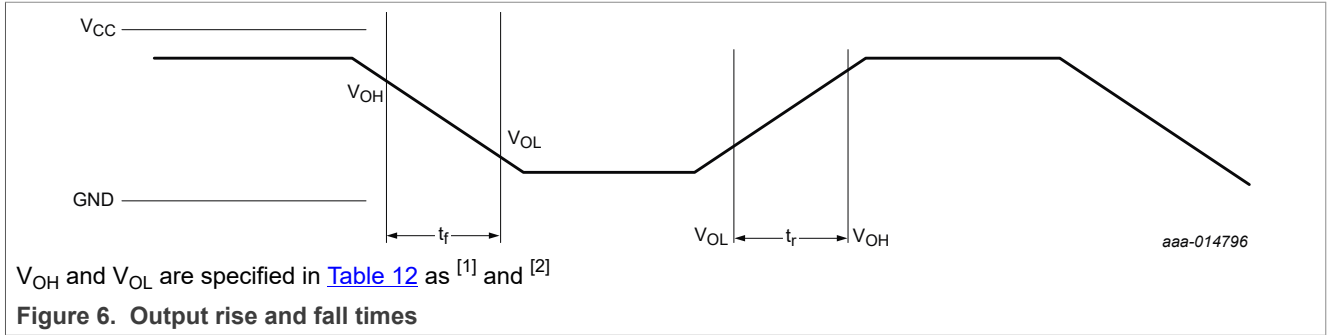 VCC
VOH
VOL
GND
tf
VOL
tr
VOH
aaa-014796
VOH and VOL are specified in Table 12 as [1] and [2]
Figure 6. Output rise and fall times